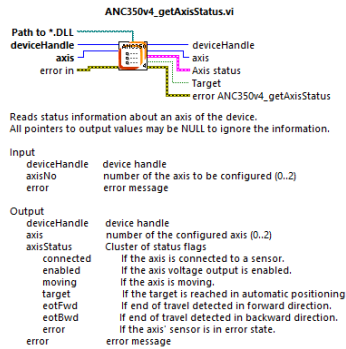 ANC350v4_getAxisStatus.vi
Path to *.DLL
deviceHandle
axis
error in
ANC350
deviceHandle
axis
Axis status
Target
error ANC350v4_getAxisStatus
Reads status information about an axis of the device.
All pointers to output values may be NULL to ignore the information.
Input
deviceHandle device handle
axisNo number of the axis to be configured (0..2)
error error message
Output
deviceHandle device handle
axis number of the configured axis (0..2)
axisStatus Cluster of status flags
connected If the axis is connected to a sensor.
enabled If the axis voltage output is enabled.
moving If the axis is moving.
target If the target is reached in automatic positioning
eotFwd If end of travel detected in forward direction.
eotBwd If end of travel detected in backward direction.
error If the axis' sensor is in error state.
error error message